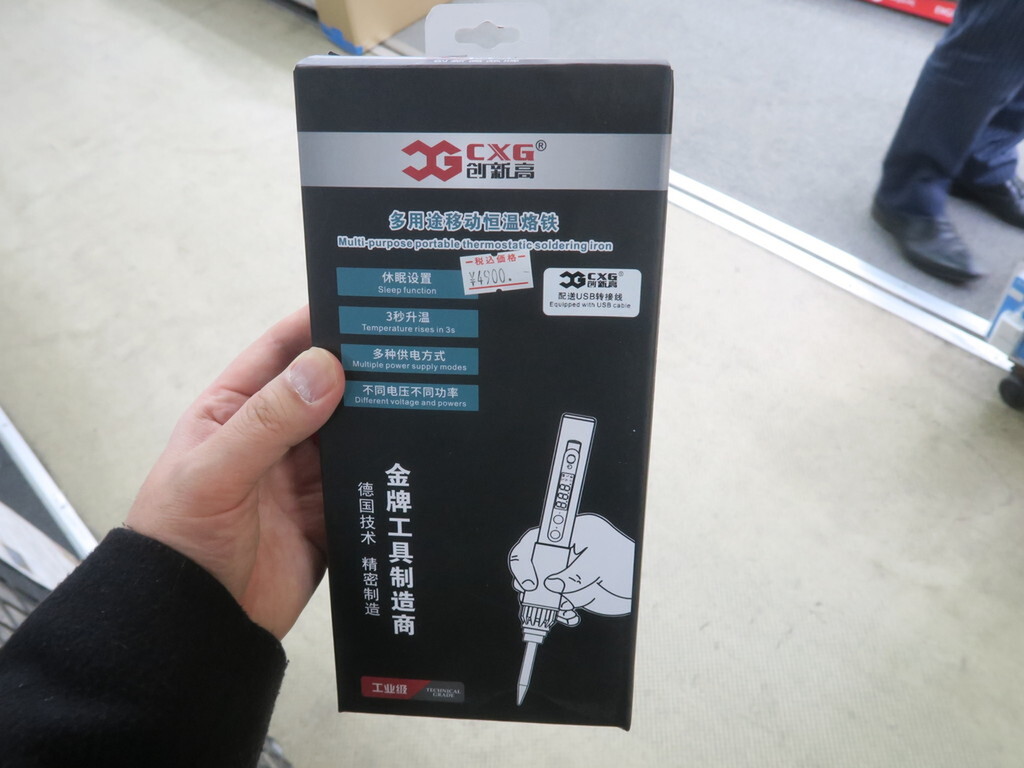 CXG®
创新高
多用途移动恒温烙铁
Multi-purpose portable thermostatic soldering iron
税込価格
¥4900.-
休眠设置
Sleep function
CXG®
创新高
配送USB转接线
Equipped with USB cable
3秒升温
Temperature rises in 3s
多种供电方式
Multiple power supply modes
不同电压不同功率
Different voltage and powers
金牌工具制造商
德国技术 精密制造
工业级
TECHNICAL
GRADE